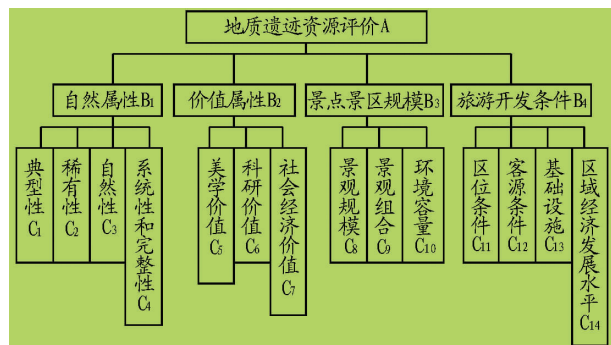 地质遗迹资源评价A
自然属性B₁
价值属性B₂
景点景区规模B₃
旅游开发条件B₄
典型性C₁
稀有性C₂
自然性C₃
系统性和完整性C₄
美学价值C₅
科研价值C₆
社会经济价值C₇
景观规模C₈
景观组合C₉
环境容量C₁₀
区位条件C₁₁
客源条件C₁₂
基础设施C₁₃
区域经济发展水平C₁₄